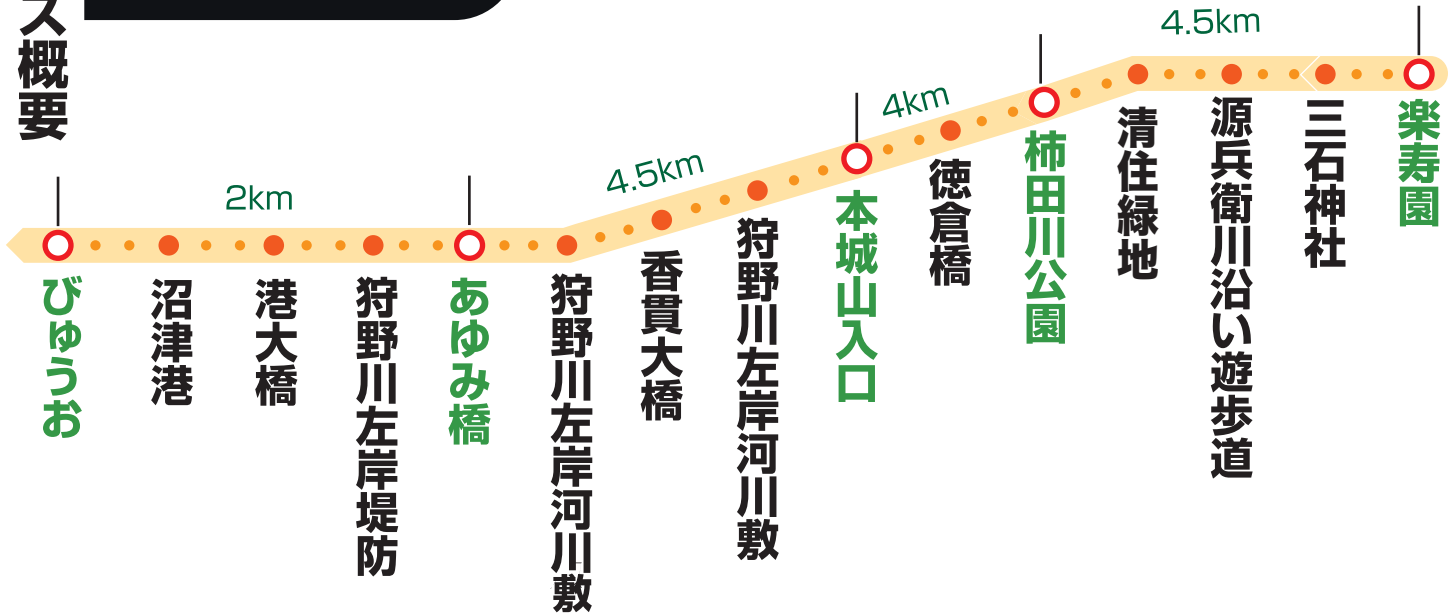 ス概要
2km
4.5km
4km
4.5km
びゅうお
沼津港
港大橋
狩野川左岸堤防
あゆみ橋
狩野川左岸河川敷
香貫大橋
狩野川左岸河川敷
本城山入口
徳倉橋
柿田川公園
清住緑地
源兵衛川沿い遊歩道
三石神社
楽寿園